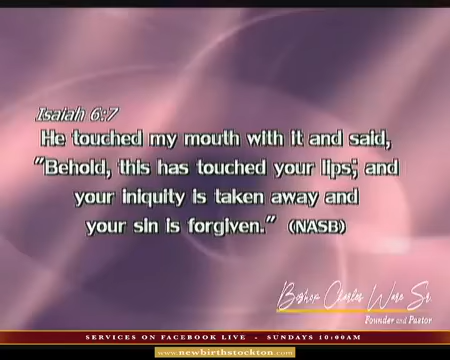 Isaiah 6:7
He touched my mouth with it and said,
"Behold, this has touched your lips; and
your iniquity is taken away and
your sin is forgiven." (NASB)
Bishop Charles Ware Sr.
Founder and Pastor
SERVICES ON FACEBOOK LIVE - SUNDAYS 10:00AM
www.newbirthstockton.com